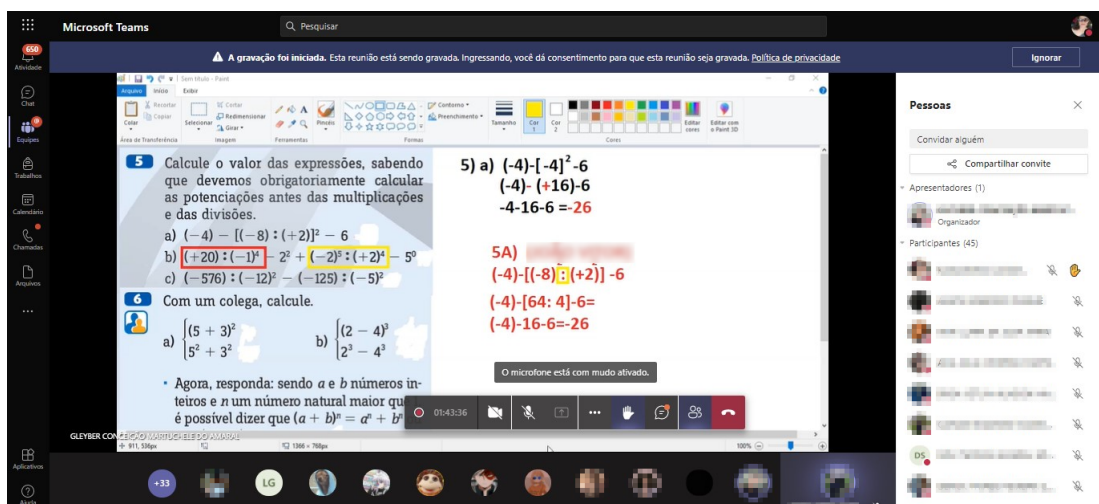 Microsoft Teams
Pesquisar
650
Atividade
Chat
Equipes
Trabalhos
Calendário
Chamadas
Arquivos
Aplicativos
Ajuda
A gravação foi iniciada. Esta reunião está sendo gravada. Ingressando, você dá consentimento para que esta reunião seja gravada. Política de privacidade
Ignorar
Sem título - Paint
Arquivo Início Exibir
Colar
Recortar
Copiar
Área de Transferência
Selecionar
Cortar
Redimensionar
Girar
Imagem
Ferramentas
Pincéis
Formas
Contorno
Preenchimento
Tamanho
Cor 1
Cor 2
Cores
Editar cores
Editar com o Paint 3D
5 Calcule o valor das expressões, sabendo
que devemos obrigatoriamente calcular
as potenciações antes das multiplicações
e das divisões.
a) (−4) − [(−8) : (+2)]² − 6
b) (+20) : (−1)⁴ − 2² + (−2)⁵ : (+2)⁴ − 5⁰
c) (−576) : (−12)² − (−125) : (−5)²
6 Com um colega, calcule.
a) {(5 + 3)²
5² + 3²
b) {(2 − 4)³
2³ − 4³
• Agora, responda: sendo a e b números in-
teiros e n um número natural maior qu
é possível dizer que (a + b)ⁿ = aⁿ + bⁿ
5) a) (-4)-[-4]²-6
(-4)- (+16)-6
-4-16-6 =-26
5A)
(-4)-[(-8) : (+2)] -6
(-4)-[64: 4]-6=
(-4)-16-6=-26
O microfone está com mudo ativado.
01:43:36
GLEYBER CONCEIÇÃO MARTUCHELE DO AMARAL
911, 536px
1366 × 768px
100%
+33
LG
Pessoas
Convidar alguém
Compartilhar convite
Apresentadores (1)
Organizador
Participantes (45)
DS